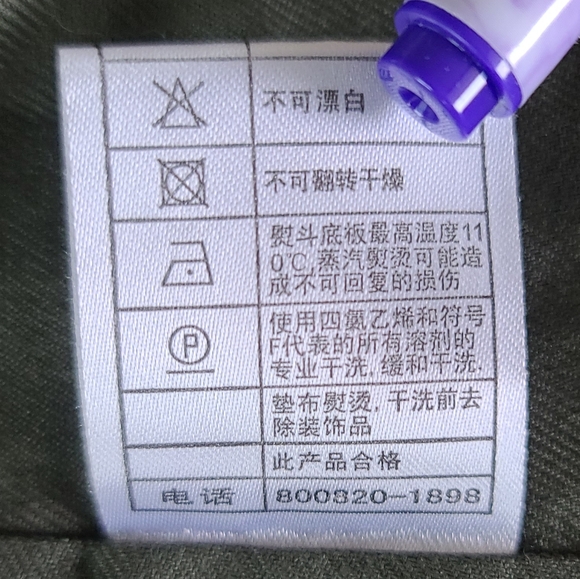 不可漂白
不可翻转干燥
熨斗底板最高温度11
0℃,蒸汽熨烫可能造
成不可回复的损伤
P
使用四氯乙烯和符号
F代表的所有溶剂的
专业干洗,缓和干洗.
垫布熨烫,干洗前去
除装饰品
此产品合格
电话 800820-1898